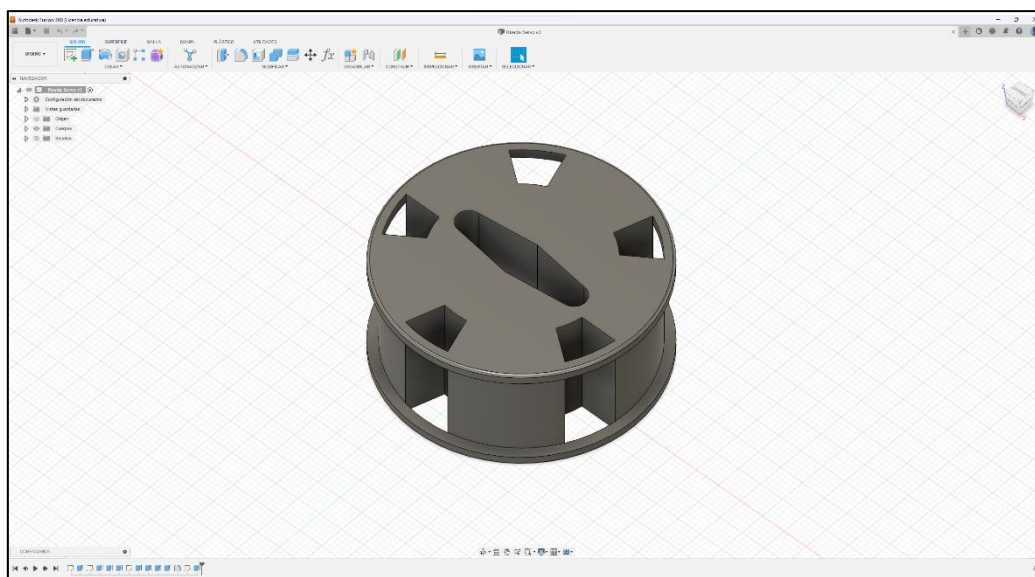 Autodesk Fusion 360 (Licencia educativa)
Rueda Servo v3
DISEÑO
SÓLIDO SUPERFICIE MALLA CHAPA PLÁSTICO UTILIDADES
CREAR AUTOMATIZAR MODIFICAR ENSAMBLAR CONSTRUIR INSPECCIONAR INSERTAR SELECCIONAR
NAVEGADOR
Rueda Servo v3
Configuración del documento
Vistas guardadas
Origen
Cuerpos
Bocetos
COMENTARIOS